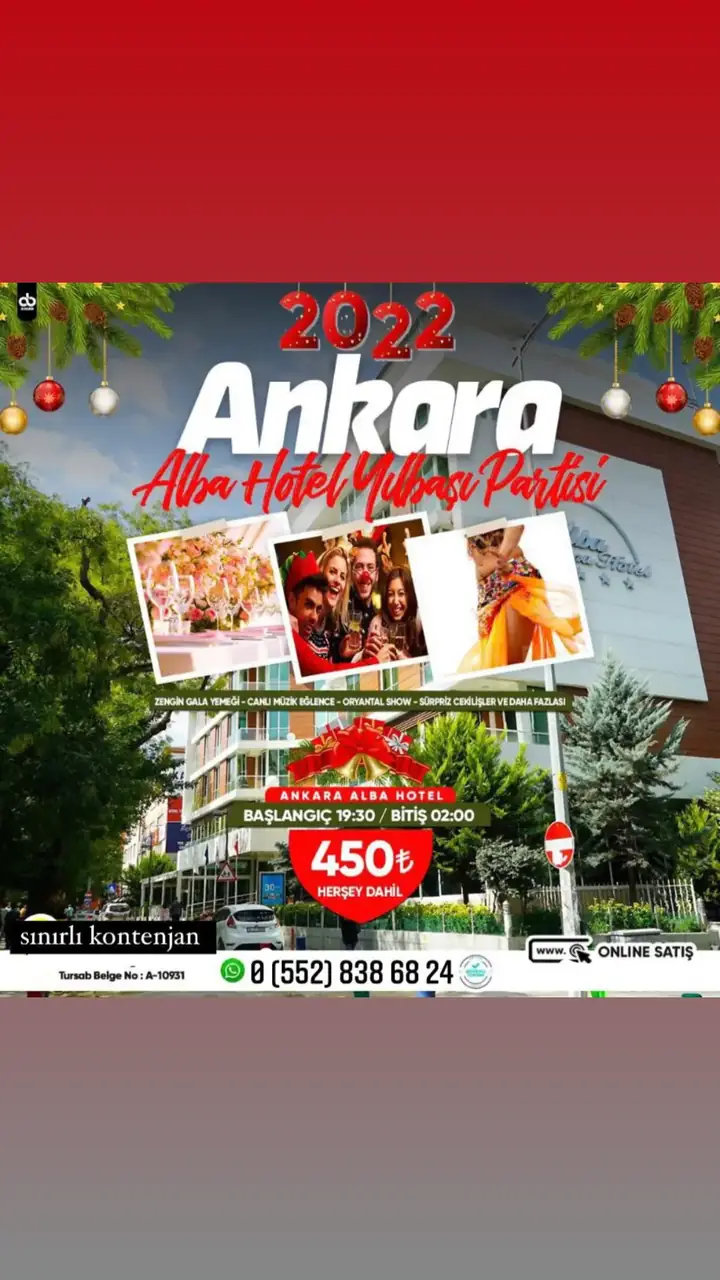 2022
Ankara
Alba Hotel Yılbaşı Partisi
ZENGİN GALA YEMEĞİ - CANLI MÜZİK EĞLENCE - ORYANTAL SHOW - SÜRPRİZ CEKİLİŞLER VE DAHA FAZLASI
ANKARA ALBA HOTEL
BAŞLANGIÇ 19:30 / BİTİŞ 02:00
450₺
HERŞEY DAHİL
sınırlı kontenjan
www.
ONLINE SATIŞ
Tursab Belge No : A-10931
0 (552) 838 68 24